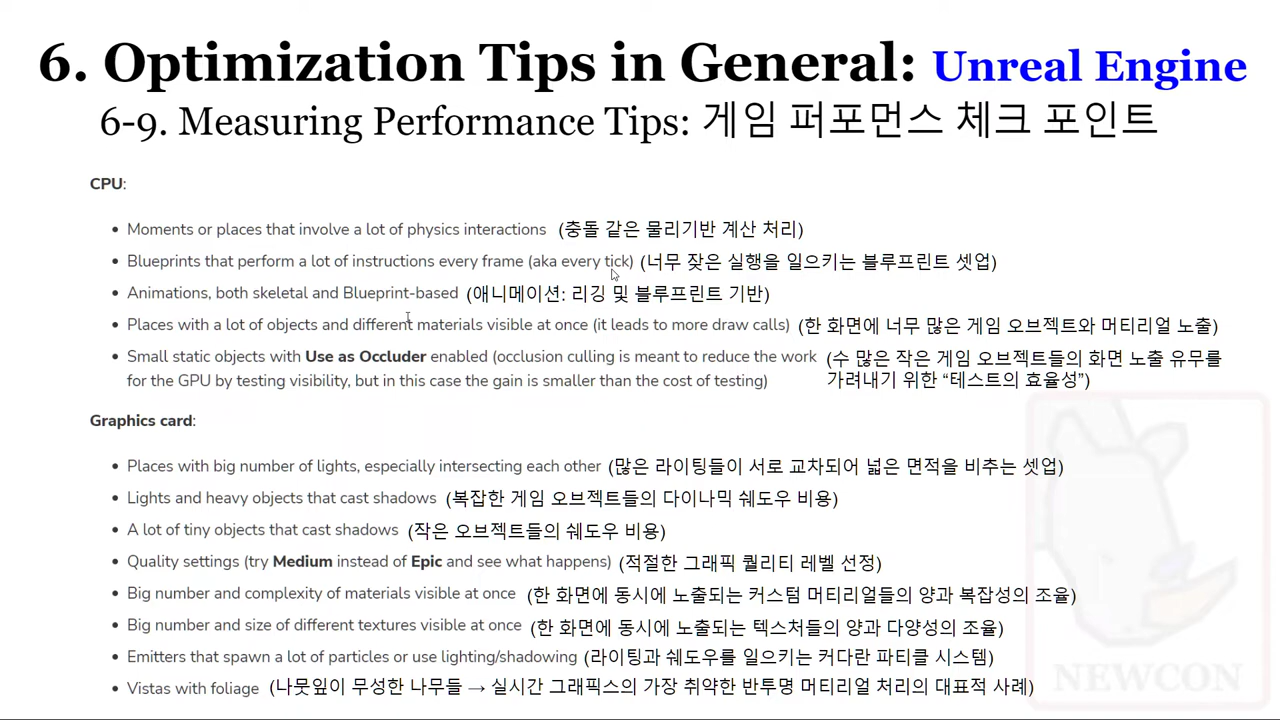 6. Optimization Tips in General: Unreal Engine
6-9. Measuring Performance Tips: 게임 퍼포먼스 체크 포인트
CPU:
• Moments or places that involve a lot of physics interactions (충돌 같은 물리기반 계산 처리)
• Blueprints that perform a lot of instructions every frame (aka every tick) (너무 잦은 실행을 일으키는 블루프린트 셋업)
• Animations, both skeletal and Blueprint-based (애니메이션: 리깅 및 블루프린트 기반)
• Places with a lot of objects and different materials visible at once (it leads to more draw calls) (한 화면에 너무 많은 게임 오브젝트와 머티리얼 노출)
• Small static objects with Use as Occluder enabled (occlusion culling is meant to reduce the work (수 많은 작은 게임 오브젝트들의 화면 노출 유무를
for the GPU by testing visibility, but in this case the gain is smaller than the cost of testing) 가려내기 위한 “테스트의 효율성”)
Graphics card:
• Places with big number of lights, especially intersecting each other (많은 라이팅들이 서로 교차되어 넓은 면적을 비추는 셋업)
• Lights and heavy objects that cast shadows (복잡한 게임 오브젝트들의 다이나믹 쉐도우 비용)
• A lot of tiny objects that cast shadows (작은 오브젝트들의 쉐도우 비용)
• Quality settings (try Medium instead of Epic and see what happens) (적절한 그래픽 퀄리티 레벨 선정)
• Big number and complexity of materials visible at once (한 화면에 동시에 노출되는 커스텀 머티리얼들의 양과 복잡성의 조율)
• Big number and size of different textures visible at once (한 화면에 동시에 노출되는 텍스처들의 양과 다양성의 조율)
• Emitters that spawn a lot of particles or use lighting/shadowing (라이팅과 쉐도우를 일으키는 커다란 파티클 시스템)
• Vistas with foliage (나뭇잎이 무성한 나무들 → 실시간 그래픽스의 가장 취약한 반투명 머티리얼 처리의 대표적 사례)
NEWCON